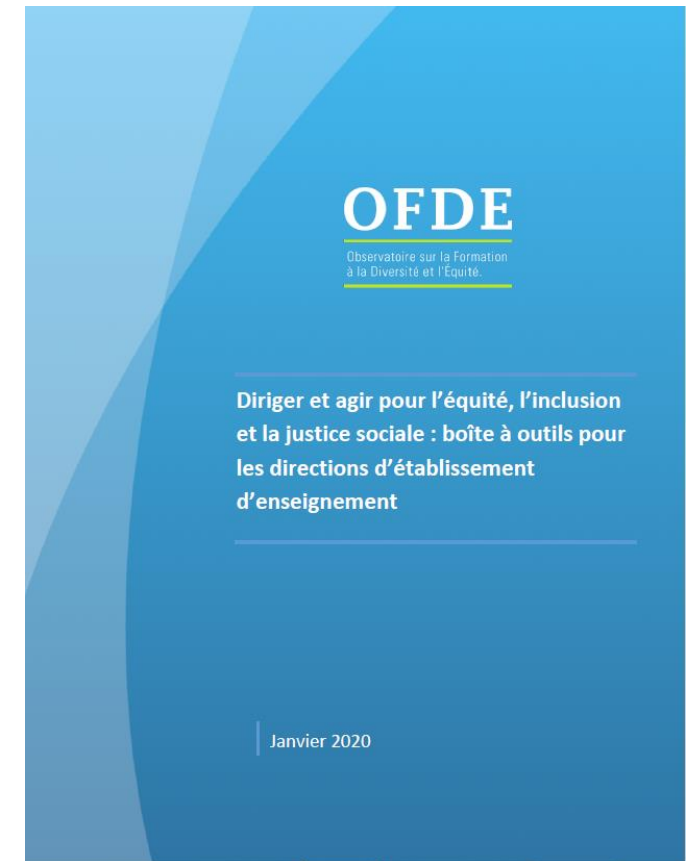 OFDE
Observatoire sur la Formation
à la Diversité et l'Équité.
Diriger et agir pour l’équité, l’inclusion
et la justice sociale : boîte à outils pour
les directions d’établissement
d’enseignement
Janvier 2020